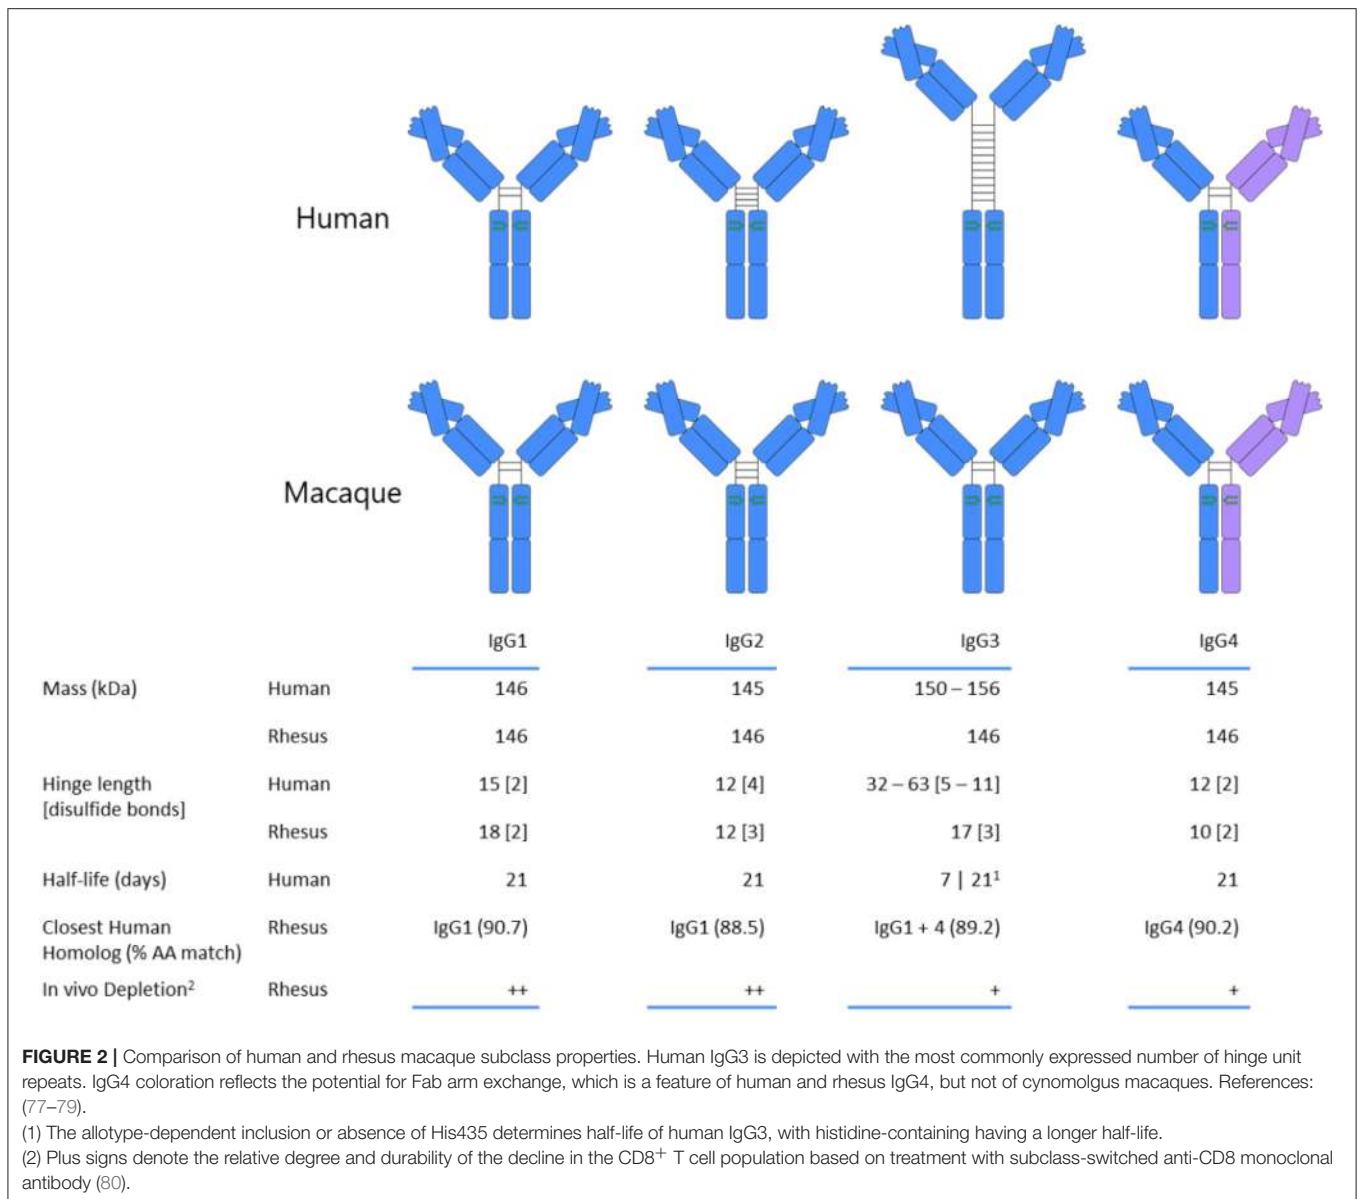 Human
Macaque
IgG1 IgG2 IgG3 IgG4
Mass (kDa) Human 146 145 150 – 156 145
Rhesus 146 146 146 146
Hinge length Human 15 [2] 12 [4] 32 – 63 [5 – 11] 12 [2]
[disulfide bonds]
Rhesus 18 [2] 12 [3] 17 [3] 10 [2]
Half-life (days) Human 21 21 7 | 21¹ 21
Closest Human Rhesus IgG1 (90.7) IgG1 (88.5) IgG1 + 4 (89.2) IgG4 (90.2)
Homolog (% AA match)
In vivo Depletion² Rhesus ++ ++ + +
FIGURE 2 | Comparison of human and rhesus macaque subclass properties. Human IgG3 is depicted with the most commonly expressed number of hinge unit
repeats. IgG4 coloration reflects the potential for Fab arm exchange, which is a feature of human and rhesus IgG4, but not of cynomolgus macaques. References:
(77–79).
(1) The allotype-dependent inclusion or absence of His435 determines half-life of human IgG3, with histidine-containing having a longer half-life.
(2) Plus signs denote the relative degree and durability of the decline in the CD8⁺ T cell population based on treatment with subclass-switched anti-CD8 monoclonal
antibody (80).